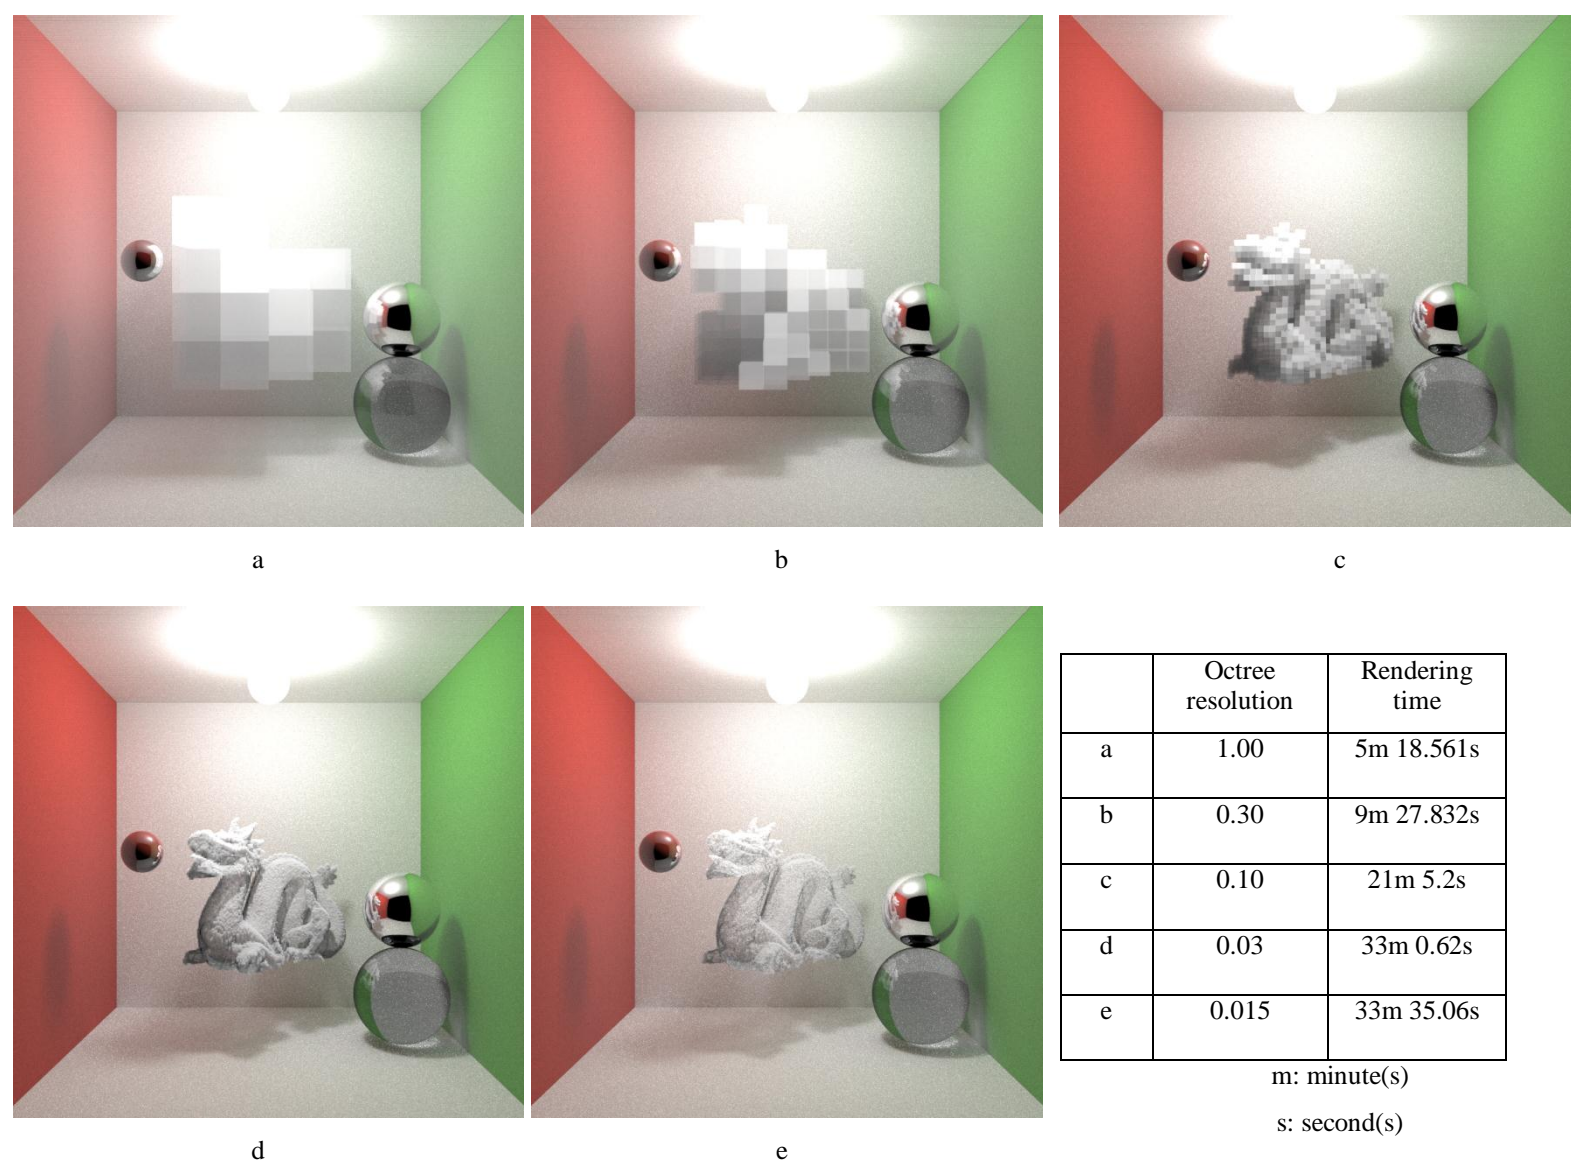 a
b
c
Octree
resolution
Rendering
time
a 1.00 5m 18.561s
b 0.30 9m 27.832s
c 0.10 21m 5.2s
d 0.03 33m 0.62s
e 0.015 33m 35.06s
m: minute(s)
s: second(s)
d
e